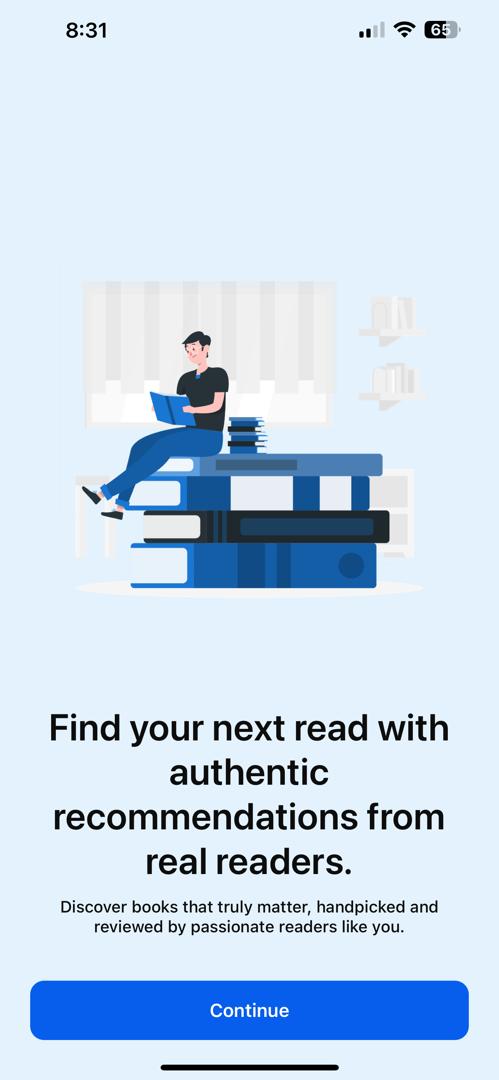 8:31
65
Find your next read with
authentic
recommendations from
real readers.
Discover books that truly matter, handpicked and
reviewed by passionate readers like you.
Continue